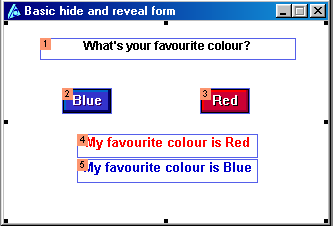 Basic hide and reveal form
1 What's your favourite colour?
2 Blue 3 Red
4 My favourite colour is Red
5 My favourite colour is Blue